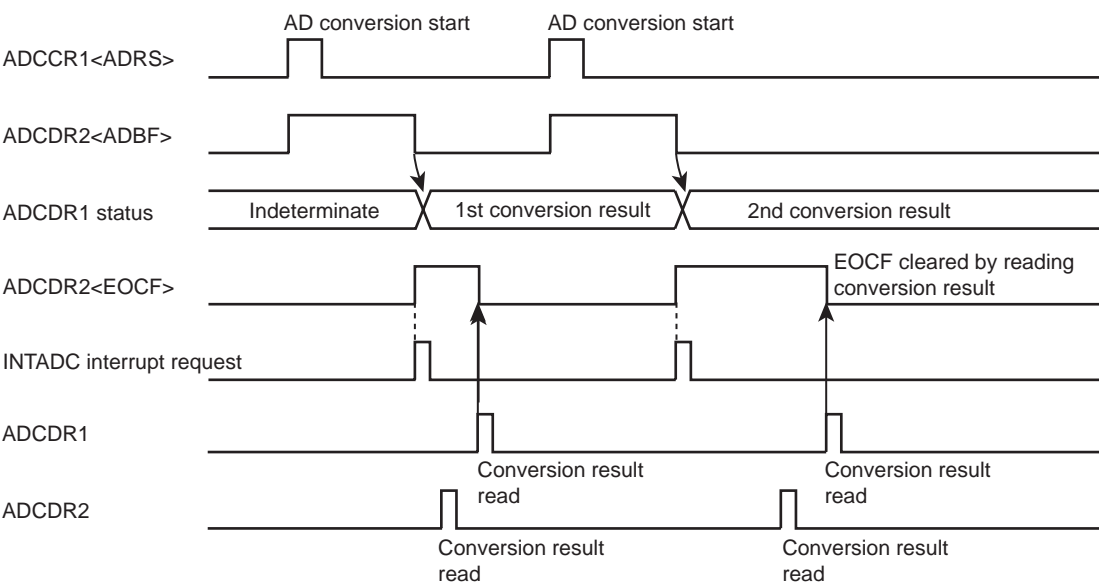 AD conversion start
AD conversion start
ADCCR1<ADRS>
ADCDR2<ADBF>
ADCDR1 status
Indeterminate
1st conversion result
2nd conversion result
EOCF cleared by reading
conversion result
ADCDR2<EOCF>
INTADC interrupt request
ADCDR1
Conversion result
read
Conversion result
read
ADCDR2
Conversion result
read
Conversion result
read